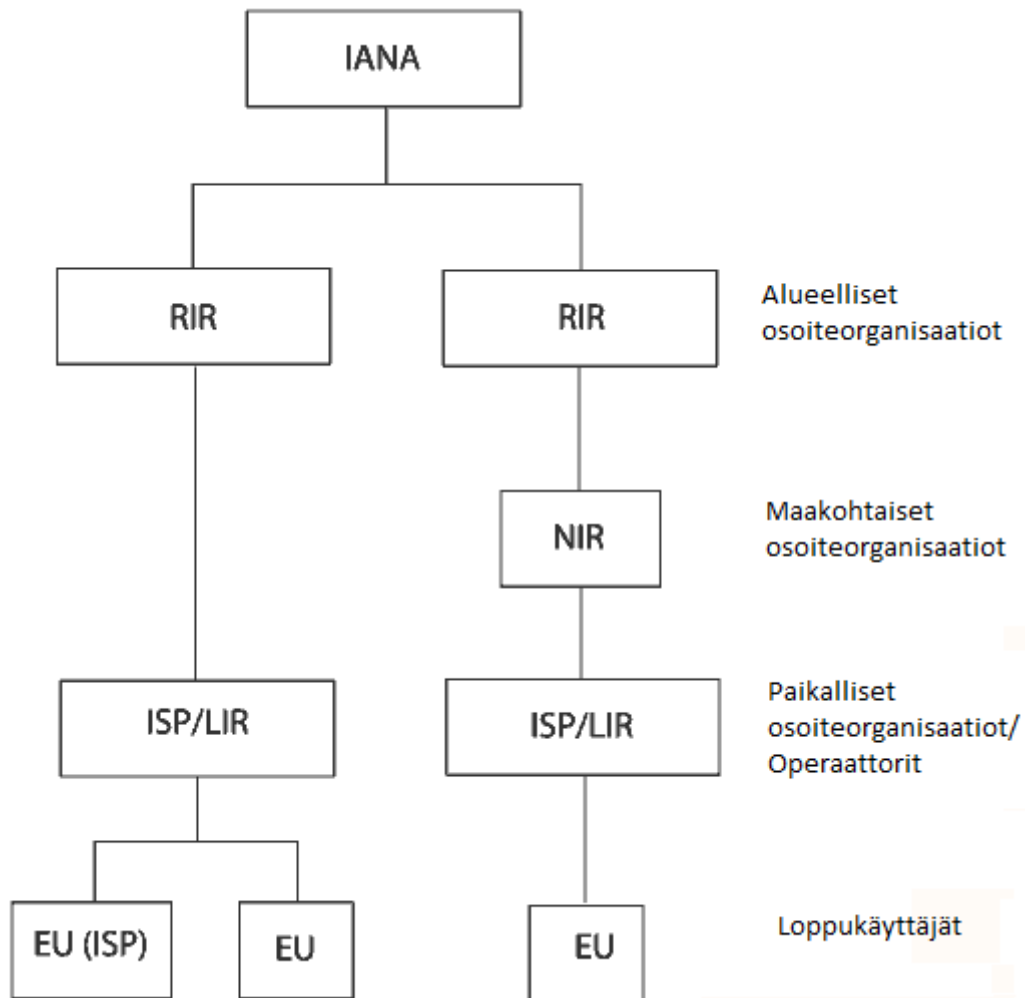 IANA
RIR
RIR
Alueelliset
osoiteorganisaatiot
NIR
Maakohtaiset
osoiteorganisaatiot
ISP/LIR
ISP/LIR
Paikalliset
osoiteorganisaatiot/
Operaattorit
EU (ISP)
EU
EU
Loppukäyttäjät